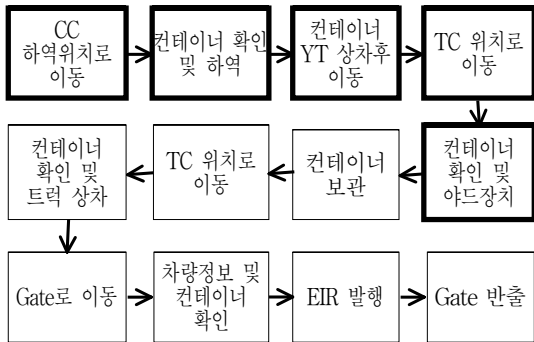 CC
하역위치로
이동
컨테이너 확인
및 하역
컨테이너
YT 상차후
이동
TC 위치로
이동
컨테이너
확인 및
트럭 상차
TC 위치로
이동
컨테이너
보관
컨테이너
확인 및
야드장치
Gate로 이동
차량정보 및
컨테이너
확인
EIR 발행
Gate 반출